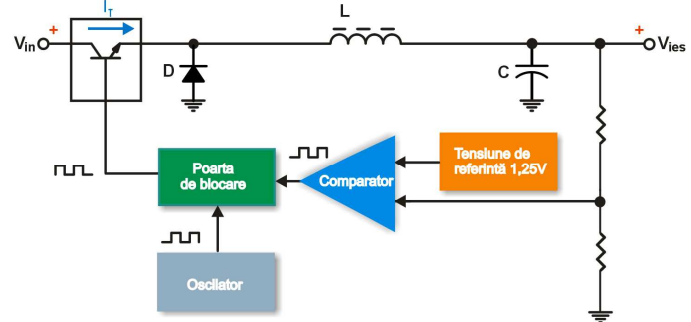 I_T
L
+
+
V_in
V_ies
D
C
Poarta
de blocare
Comparator
Tensiune de
referintă 1,25V
Oscilator